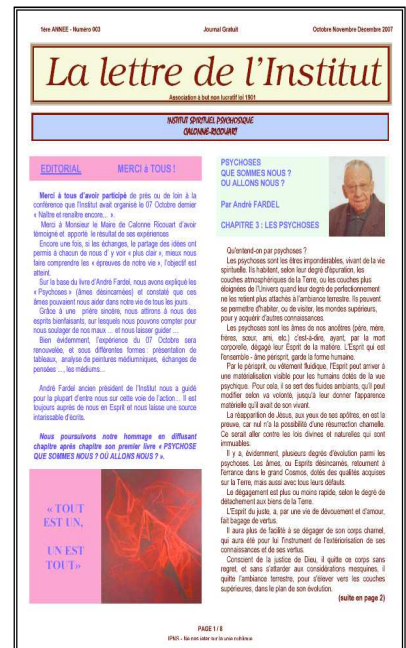 1ère ANNEE - Numéro 003 Journal Gratuit Octobre Novembre Décembre 2007
La lettre de l'Institut
Association à but non lucratif loi 1901
INSTITUT SPIRITUEL PSYCHOSIQUE
CALONNE-RICOUART
EDITORIAL MERCI à TOUS !
Merci à tous d'avoir participé de près ou de loin à la
conférence que l'Institut avait organisé le 07 Octobre dernier
« Naître et renaître encore... ».
Merci à Monsieur le Maire de Calonne Ricouart d'avoir
témoigné et apporté le résultat de ses expériences
Encore une fois, si les échanges, le partage des idées ont
permis à chacun de nous d' y voir « plus clair », mieux nous
faire comprendre les « épreuves de notre vie », l'objectif est
atteint.
Sur la base du livre d'André Fardel, nous avons expliqué les
« Psychoses » (âmes désincarnées) et constaté que ces
âmes pouvaient nous aider dans notre vie de tous les jours.
Grâce à une prière sincère, nous attirons à nous des
esprits bienfaisants, sur lesquels nous pouvons compter pour
nous soulager de nos maux ... et nous laisser guider ...
Bien évidemment, l'expérience du 07 Octobre sera
renouvelée, et sous différentes formes : présentation de
tableaux, analyse de peintures médiumniques, échanges de
pensées ..., les médiums...
André Fardel ancien président de l'Institut nous a guidé
pour la plupart d'entre nous sur cette voie de l'action... Il est
toujours auprès de nous en Esprit et nous laisse une source
intarissable d'écrits.
Nous poursuivons notre hommage en diffusant
chapitre après chapitre son premier livre « PSYCHOSE
QUE SOMMES NOUS ? OÙ ALLONS NOUS ? ».
« TOUT
EST UN,
UN EST
TOUT»
PSYCHOSES
QUE SOMMES NOUS ?
OU ALLONS NOUS ?
Par André FARDEL
CHAPITRE 3 : LES PSYCHOSES
Qu'entend-on par psychoses ?
Les psychoses sont les êtres impondérables, vivant de la vie
spirituelle. Ils habitent, selon leur degré d'épuration, les
couches atmosphériques de la Terre, ou les couches plus
éloignées de l'Univers quand leur degré de perfectionnement
ne les retient plus attachés à l'ambiance terrestre. Ils peuvent
se permettre d'habiter, ou de visiter, les mondes supérieurs,
pour y acquérir d'autres connaissances.
Les psychoses sont les âmes de nos ancêtres (père, mère,
frères, sœur, ami, etc.) c'est-à-dire, ayant, par la mort
corporelle, dégagé leur Esprit de la matière. L'Esprit qui est
l'ensemble - âme périsprit, garde la forme humaine.
Par le périsprit, ou vêtement fluidique, l'Esprit peut arriver à
une matérialisation visible pour les humains dotés de la vue
psychique. Pour cela, il se sert des fluides ambiants, qu'il peut
modifier selon sa volonté, jusqu'à leur donner l'apparence
matérielle qu'il avait de son vivant.
La réapparition de Jésus, aux yeux de ses apôtres, en est la
preuve, car nul n'a la possibilité d'une résurrection charnelle.
Ce serait aller contre les lois divines et naturelles qui sont
immuables.
Il y a, évidemment, plusieurs degrés d'évolution parmi les
psychoses. Les âmes, ou Esprits désincarnés, retournent à
l'errance dans le grand Cosmos, dotés des qualités acquises
sur la Terre, mais aussi avec tous leurs défauts.
Le dégagement est plus ou moins rapide, selon le degré de
détachement aux biens de la Terre.
L'Esprit du juste, a, par une vie de dévouement et d'amour,
fait bagage de vertus.
Il aura plus de facilité à se dégager de son corps charnel,
qui aura été pour lui l'instrument de l'extériorisation de ses
connaissances et de ses vertus.
Conscient de la justice de Dieu, il quitte ce corps sans
regret, et sans s'attarder aux considérations mesquines, il
quitte l'ambiance terrestre, pour s'élever vers les couches
supérieures, dans le plan de son évolution.
(suite en page 2)
PAGE 1 / 8
IPNS – Ne pas jeter sur la voie publique